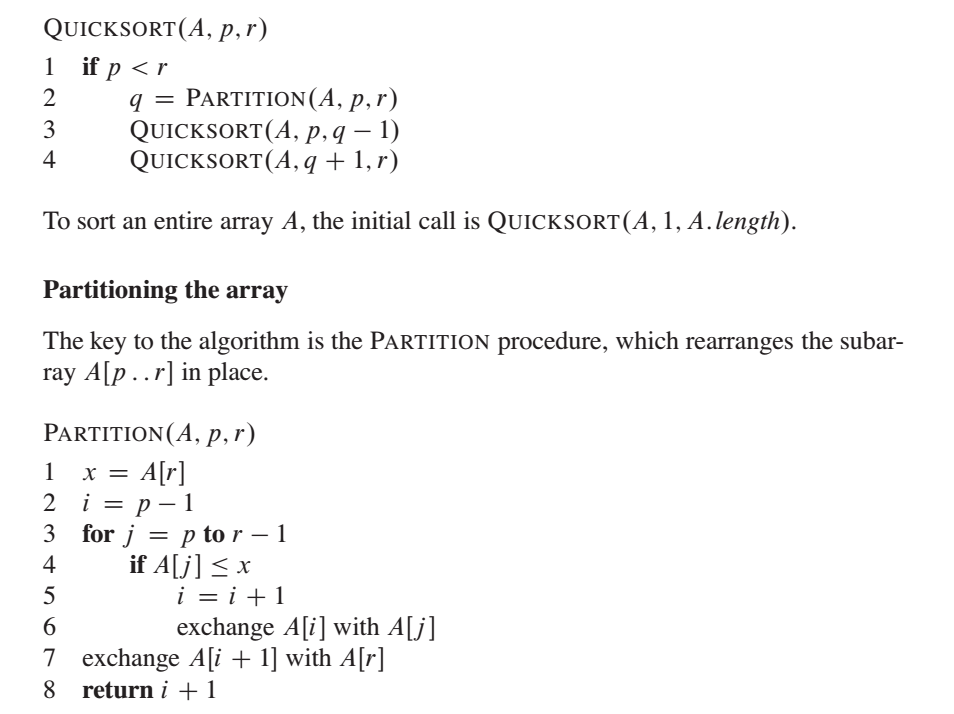 QUICKSORT(A, p, r)
1 if p < r
2 q = PARTITION(A, p, r)
3 QUICKSORT(A, p, q − 1)
4 QUICKSORT(A, q + 1, r)
To sort an entire array A, the initial call is QUICKSORT(A, 1, A.length).
Partitioning the array
The key to the algorithm is the PARTITION procedure, which rearranges the subar-
ray A[p . . r] in place.
PARTITION(A, p, r)
1 x = A[r]
2 i = p − 1
3 for j = p to r − 1
4 if A[j] ≤ x
5 i = i + 1
6 exchange A[i] with A[j]
7 exchange A[i + 1] with A[r]
8 return i + 1